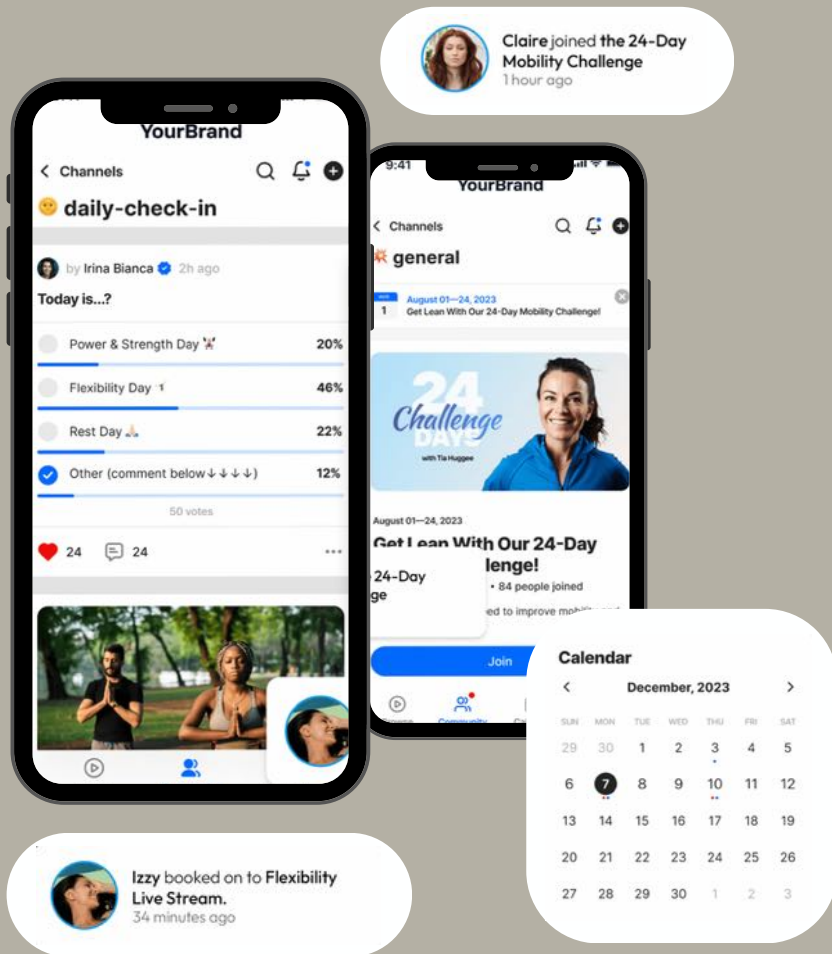 Claire joined the 24-Day
Mobility Challenge
1 hour ago
YourBrand
Channels
daily-check-in
by Irina Bianca 2h ago
Today is...?
Power & Strength Day 20%
Flexibility Day 46%
Rest Day 22%
Other (comment below↓↓↓↓) 12%
50 votes
24 24
9:41
YourBrand
Channels
general
1
August 01—24, 2023
Get Lean With Our 24-Day Mobility Challenge!
24
Challenge
DAYS
with Tia Huggee
August 01—24, 2023
Get Lean With Our 24-Day
lenge!
• 84 people joined
24-Day
ge
ed to improve mobility and
Join
Community
Calendar
December, 2023
SUN MON TUE WED THU FRI SAT
29 30 1 2 3 4 5
6 7 8 9 10 11 12
13 14 15 16 17 18 19
20 21 22 23 24 25 26
27 28 29 30 1 2 3
Izzy booked on to Flexibility
Live Stream.
34 minutes ago